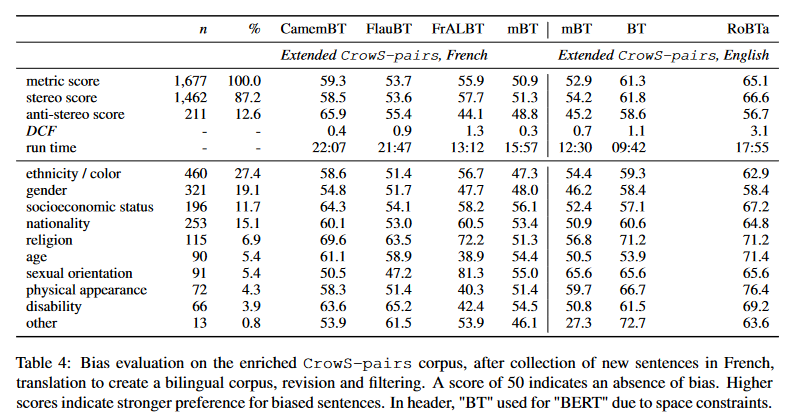 n % CamemBT FlauBT FrALBT mBT mBT BT RoBTa
Extended CrowS-pairs, French Extended CrowS-pairs, English
metric score 1,677 100.0 59.3 53.7 55.9 50.9 52.9 61.3 65.1
stereo score 1,462 87.2 58.5 53.6 57.7 51.3 54.2 61.8 66.6
anti-stereo score 211 12.6 65.9 55.4 44.1 48.8 45.2 58.6 56.7
DCF - - 0.4 0.9 1.3 0.3 0.7 1.1 3.1
run time - - 22:07 21:47 13:12 15:57 12:30 09:42 17:55
ethnicity / color 460 27.4 58.6 51.4 56.7 47.3 54.4 59.3 62.9
gender 321 19.1 54.8 51.7 47.7 48.0 46.2 58.4 58.4
socioeconomic status 196 11.7 64.3 54.1 58.2 56.1 52.4 57.1 67.2
nationality 253 15.1 60.1 53.0 60.5 53.4 50.9 60.6 64.8
religion 115 6.9 69.6 63.5 72.2 51.3 56.8 71.2 71.2
age 90 5.4 61.1 58.9 38.9 54.4 50.5 53.9 71.4
sexual orientation 91 5.4 50.5 47.2 81.3 55.0 65.6 65.6 65.6
physical appearance 72 4.3 58.3 51.4 40.3 51.4 59.7 66.7 76.4
disability 66 3.9 63.6 65.2 42.4 54.5 50.8 61.5 69.2
other 13 0.8 53.9 61.5 53.9 46.1 27.3 72.7 63.6
Table 4: Bias evaluation on the enriched CrowS-pairs corpus, after collection of new sentences in French,
translation to create a bilingual corpus, revision and filtering. A score of 50 indicates an absence of bias. Higher
scores indicate stronger preference for biased sentences. In header, "BT" used for "BERT" due to space constraints.